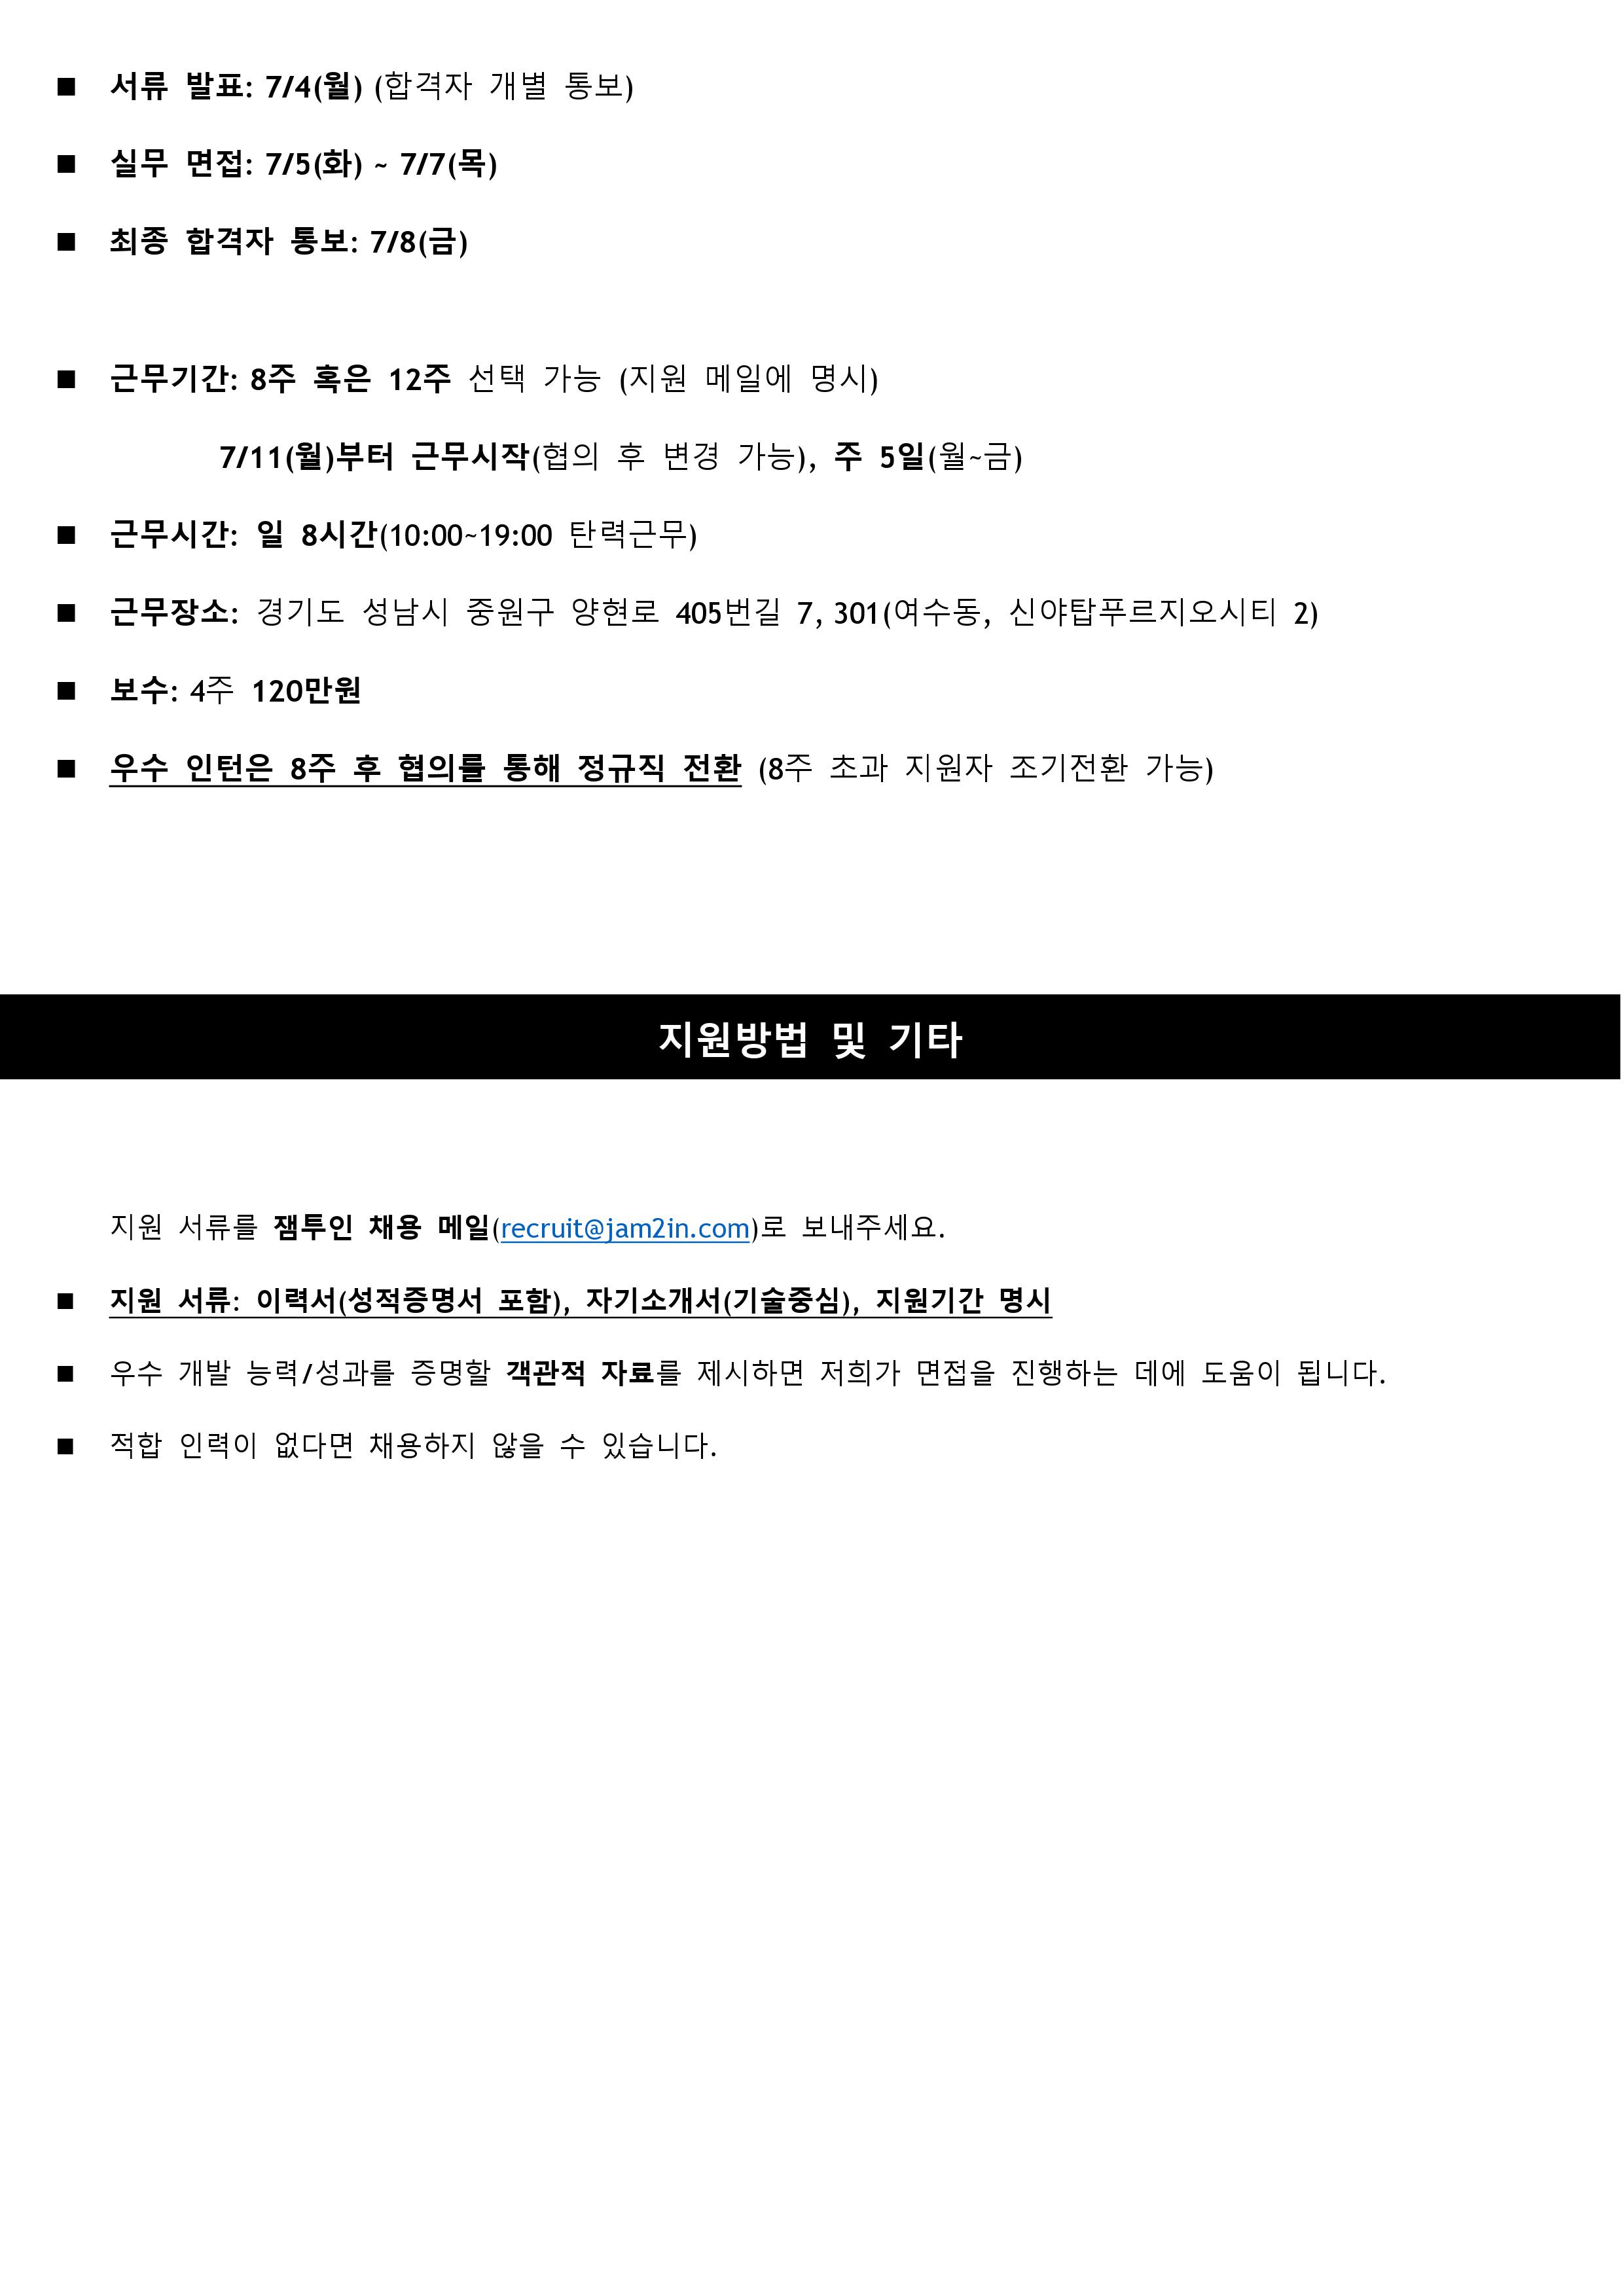 ■ 서류 발표: 7/4(월) (합격자 개별 통보)
■ 실무 면접: 7/5(화) ~ 7/7(목)
■ 최종 합격자 통보: 7/8(금)
■ 근무기간: 8주 혹은 12주 선택 가능 (지원 메일에 명시)
7/11(월)부터 근무시작(협의 후 변경 가능), 주 5일(월~금)
■ 근무시간: 일 8시간(10:00~19:00 탄력근무)
■ 근무장소: 경기도 성남시 중원구 양현로 405번길 7, 301(여수동, 신야탑푸르지오시티 2)
■ 보수: 4주 120만원
■ 우수 인턴은 8주 후 협의를 통해 정규직 전환 (8주 초과 지원자 조기전환 가능)
지원방법 및 기타
지원 서류를 잼투인 채용 메일(recruit@jam2in.com)로 보내주세요.
■ 지원 서류: 이력서(성적증명서 포함), 자기소개서(기술중심), 지원기간 명시
■ 우수 개발 능력/성과를 증명할 객관적 자료를 제시하면 저희가 면접을 진행하는 데에 도움이 됩니다.
■ 적합 인력이 없다면 채용하지 않을 수 있습니다.